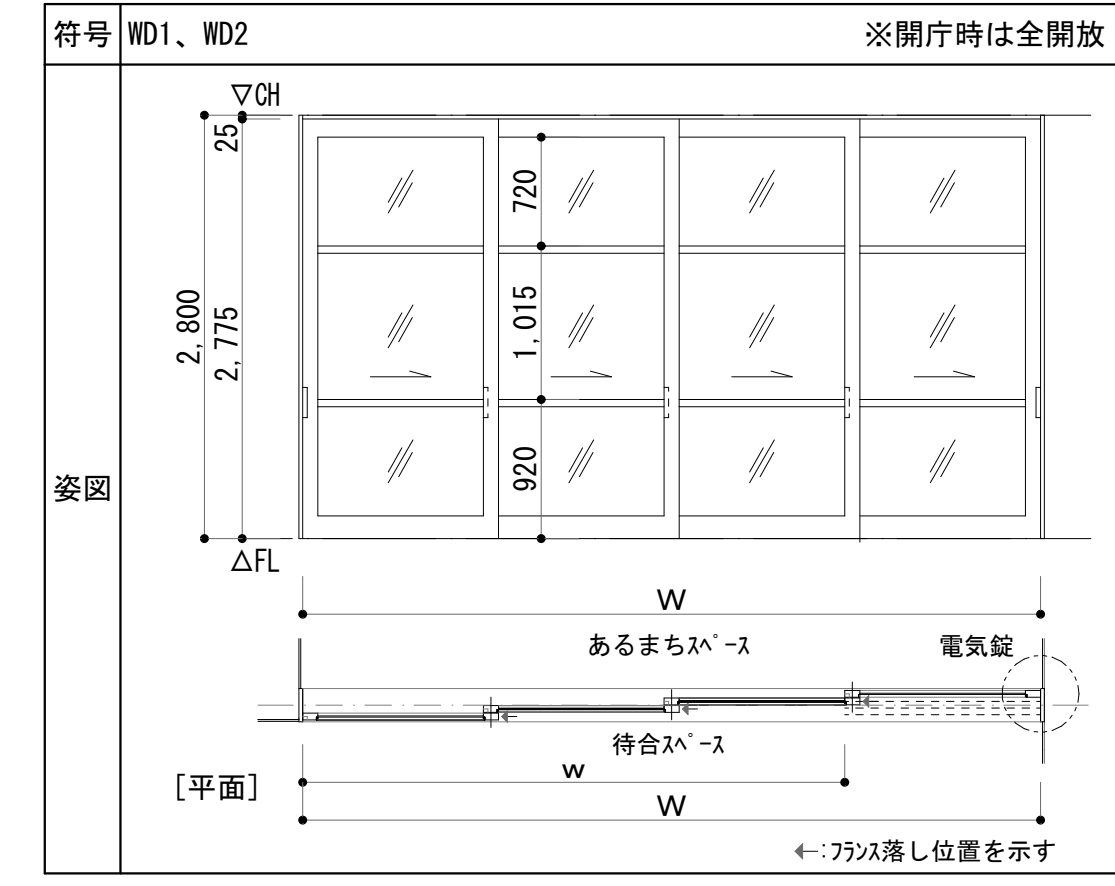 符号 WD1、WD2 ※開庁時は全開放
姿図
▽CH
25
2,800
2,775
720
1,015
920
△FL
W
あるまちスペース
電気錠
待合スペース
[平面]
w
W
←:フランス落し位置を示す